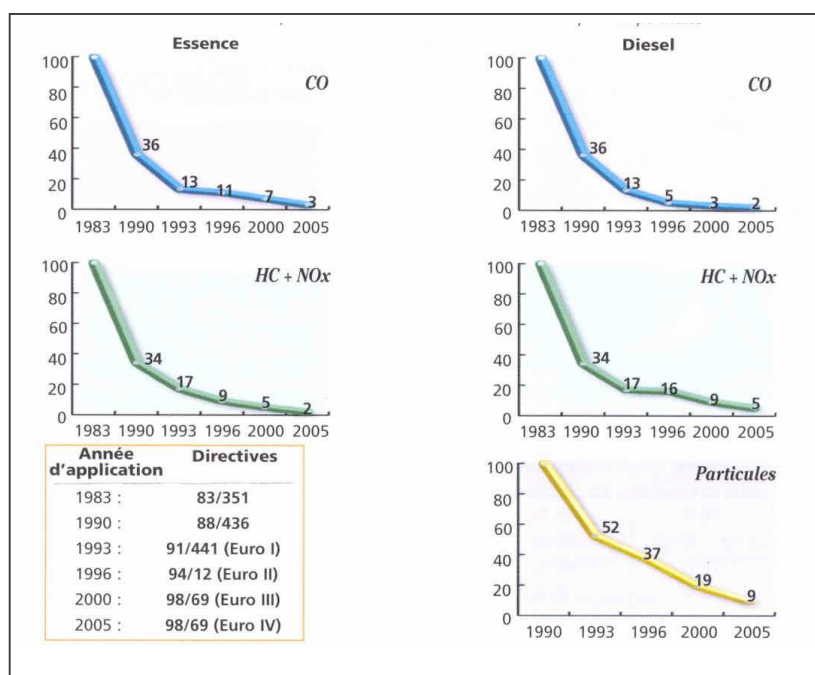 Essence
CO
100
80
60
40
20
0
36
13
11
7
3
1983 1990 1993 1996 2000 2005
Diesel
CO
100
80
60
40
20
0
36
13
5
3
2
1983 1990 1993 1996 2000 2005
HC + NOx
100
80
60
40
20
0
34
17
9
5
2
1983 1990 1993 1996 2000 2005
HC + NOx
100
80
60
40
20
0
34
17
16
9
5
1983 1990 1993 1996 2000 2005
Année
d'application
Directives
1983 : 83/351
1990 : 88/436
1993 : 91/441 (Euro I)
1996 : 94/12 (Euro II)
2000 : 98/69 (Euro III)
2005 : 98/69 (Euro IV)
Particules
100
80
60
40
20
0
52
37
19
9
1990 1993 1996 2000 2005